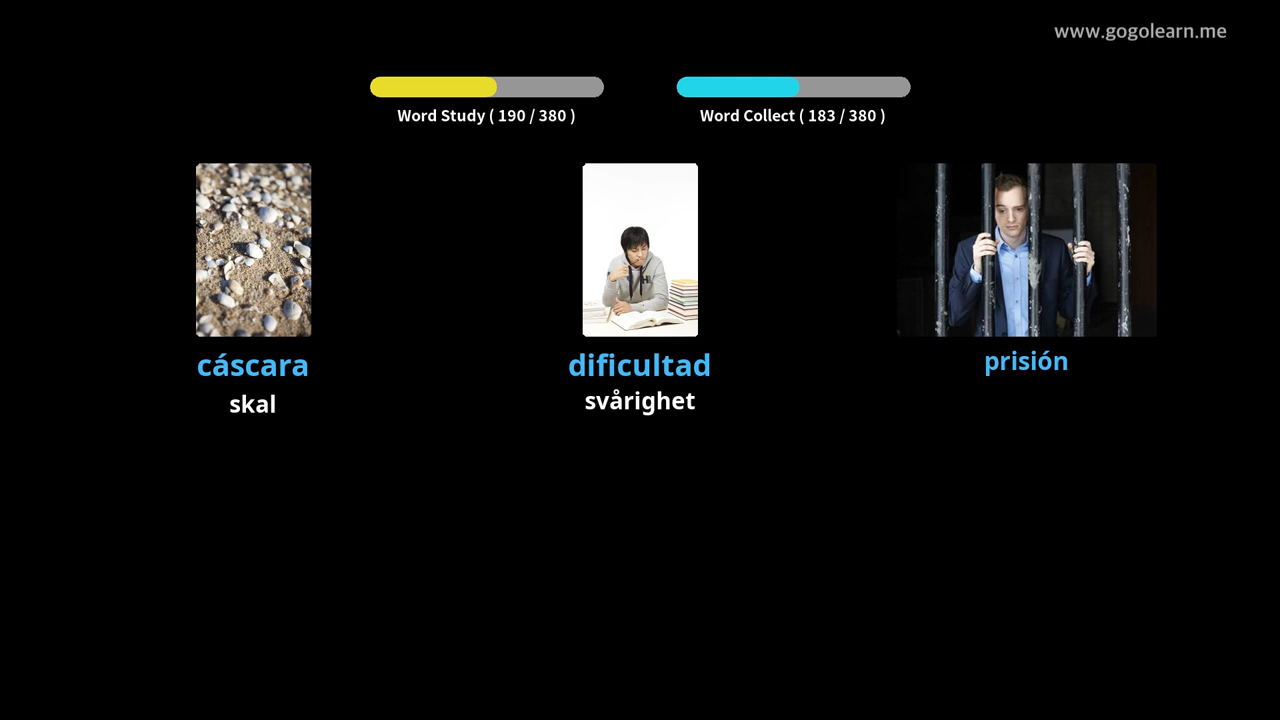 www.gogolearn.me
Word Study ( 190 / 380 )
Word Collect ( 183 / 380 )
cáscara
skal
dificultad
svårighet
prisión